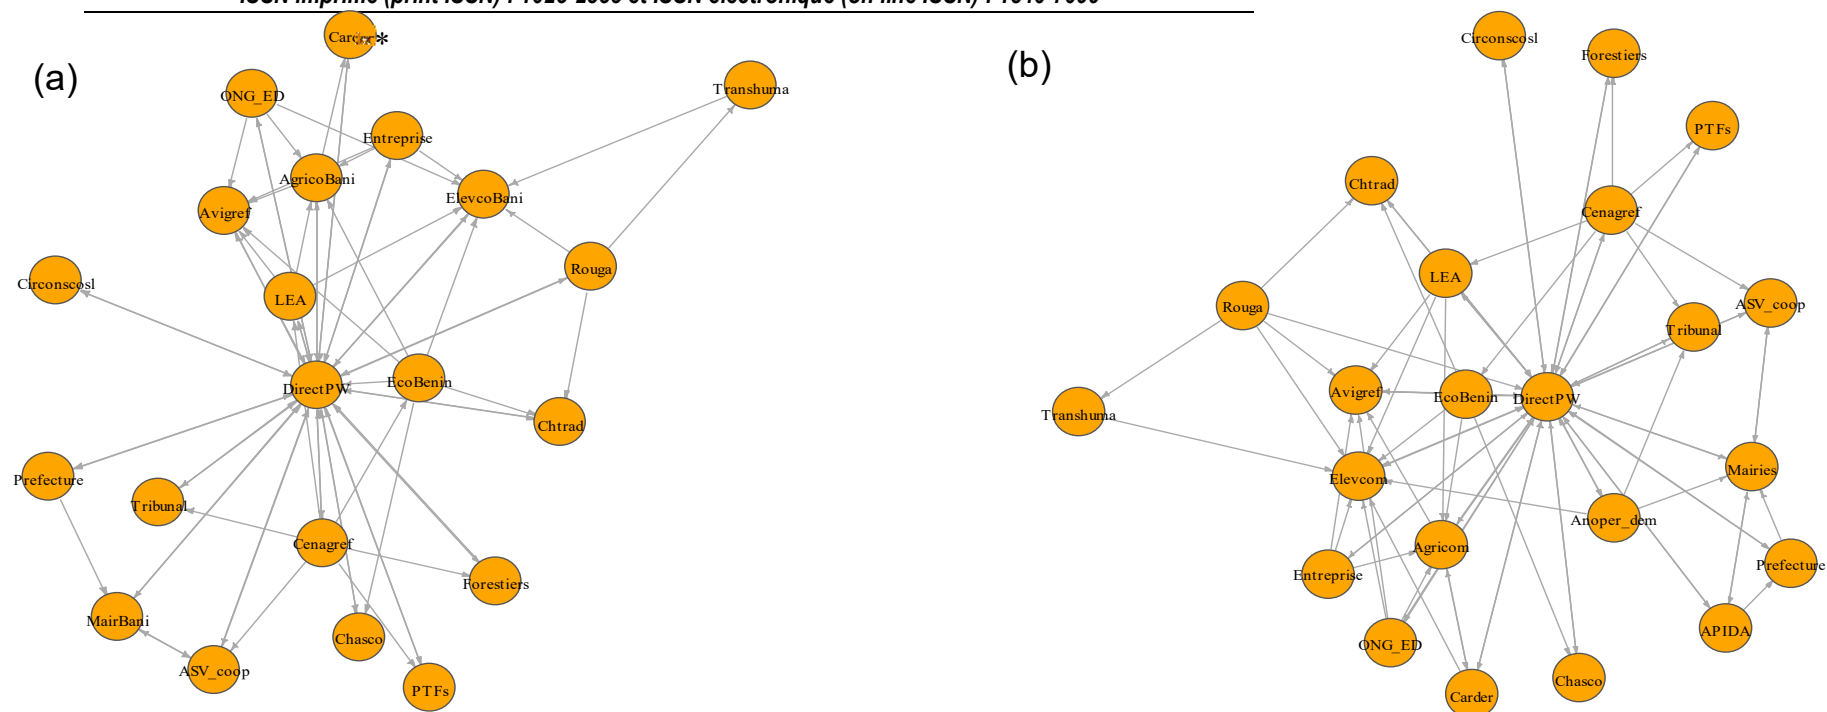 ISSN imprimé (print ISSN) : 1025-2355 et ISSN électronique (on-line ISSN) : 1840-7099
(a)
ONG_ED
Transhuma
Entreprise
AgricoBani
ElevcoBani
Avigref
Circonscosl
LEA
Rouga
DirectPW
EcoBenin
Chtrad
Prefecture
Tribunal
Cenagref
Forestiers
MairBani
Chasco
ASV_coop
PTFs
(b)
Circonscosl
Forestiers
PTFs
Chtrad
Cenagref
LEA
Rouga
ASV_coop
Tribunal
Transhuma
Avigref
EcoBenin
DirectPW
Elevcom
Mairies
Anoper_dem
Agricom
Entreprise
Prefecture
ONG_ED
APIDA
Carder
Chasco